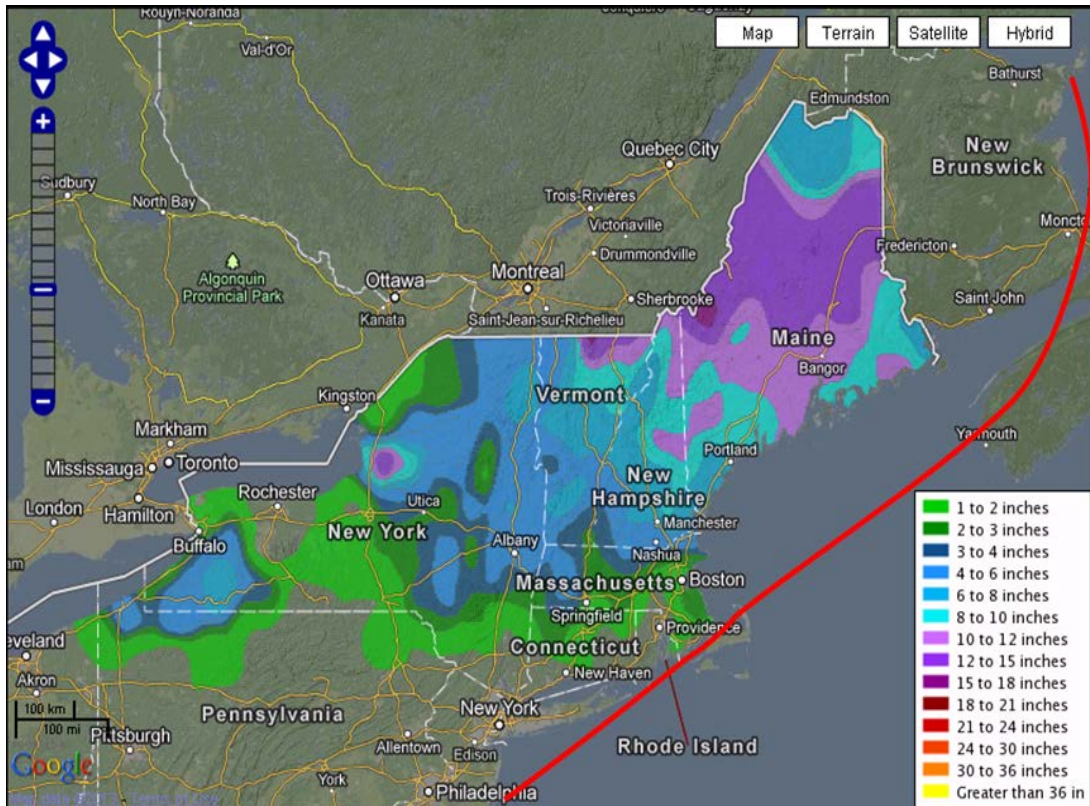 Rouyn-Noranda
Val-d'Or
Map
Terrain
Satellite
Hybrid
Bathurst
Edmundston
New
Brunswick
Quebec City
Sudbury
North Bay
Trois-Rivières
Victoriaville
Drummondville
Moncto
Fredericton
Algonquin
Provincial Park
Ottawa
Kanata
Montreal
Sherbrooke
Saint-Jean-sur-Richelieu
Saint John
Maine
Bangor
Kingston
Vermont
Markham
Mississauga
Toronto
Portland
Yarmouth
London
Hamilton
Rochester
Utica
New
Hampshire
Buffalo
New York
Albany
Manchester
Nashua
Massachusetts
Boston
Springfield
Providence
Connecticut
New Haven
eveland
Akron
100 km
100 mi
Pennsylvania
New York
Rhode Island
Pittsburgh
Allentown
Edison
Google
York
Philadelphia
1 to 2 inches
2 to 3 inches
3 to 4 inches
4 to 6 inches
6 to 8 inches
8 to 10 inches
10 to 12 inches
12 to 15 inches
15 to 18 inches
18 to 21 inches
21 to 24 inches
24 to 30 inches
30 to 36 inches
Greater than 36 in